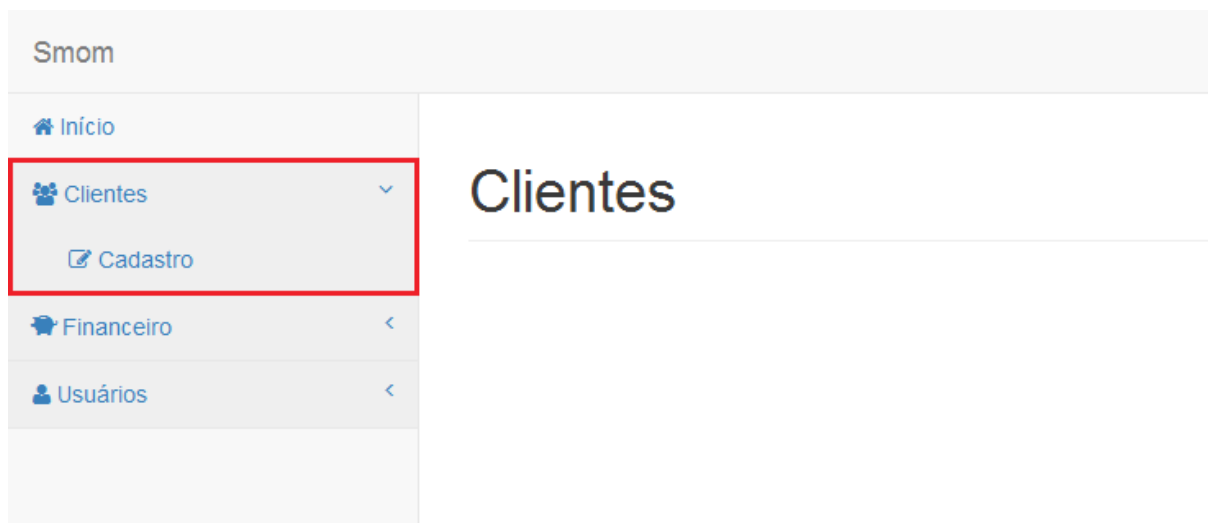 Smom
Início
Clientes
Clientes
Cadastro
Financeiro
Usuários